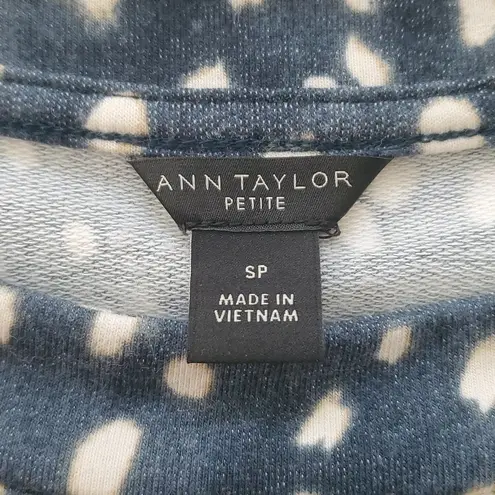 ANN TAYLOR
PETITE
SP
MADE IN
VIETNAM